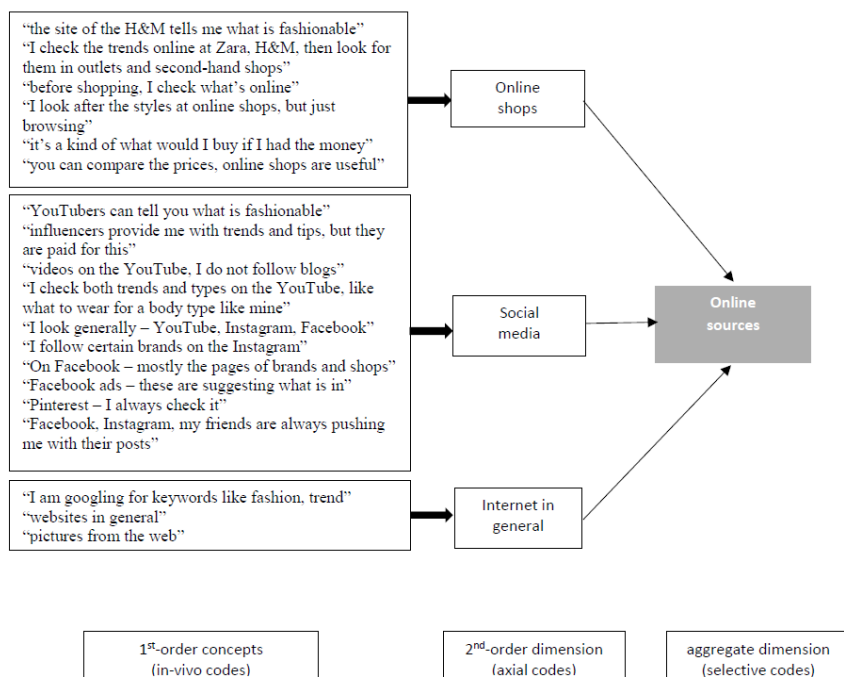 “the site of the H&M tells me what is fashionable”
“I check the trends online at Zara, H&M, then look for
them in outlets and second-hand shops”
“before shopping, I check what’s online”
“I look after the styles at online shops, but just
browsing”
“it’s a kind of what would I buy if I had the money”
“you can compare the prices, online shops are useful”
Online
shops
“YouTubers can tell you what is fashionable”
“influencers provide me with trends and tips, but they
are paid for this”
“videos on the YouTube, I do not follow blogs”
“I check both trends and types on the YouTube, like
what to wear for a body type like mine”
“I look generally – YouTube, Instagram, Facebook”
“I follow certain brands on the Instagram”
“On Facebook – mostly the pages of brands and shops”
“Facebook ads – these are suggesting what is in”
“Pinterest – I always check it”
“Facebook, Instagram, my friends are always pushing
me with their posts”
Social
media
Online
sources
“I am googling for keywords like fashion, trend”
“websites in general”
“pictures from the web”
Internet in
general
1st-order concepts
(in-vivo codes)
2nd-order dimension
(axial codes)
aggregate dimension
(selective codes)